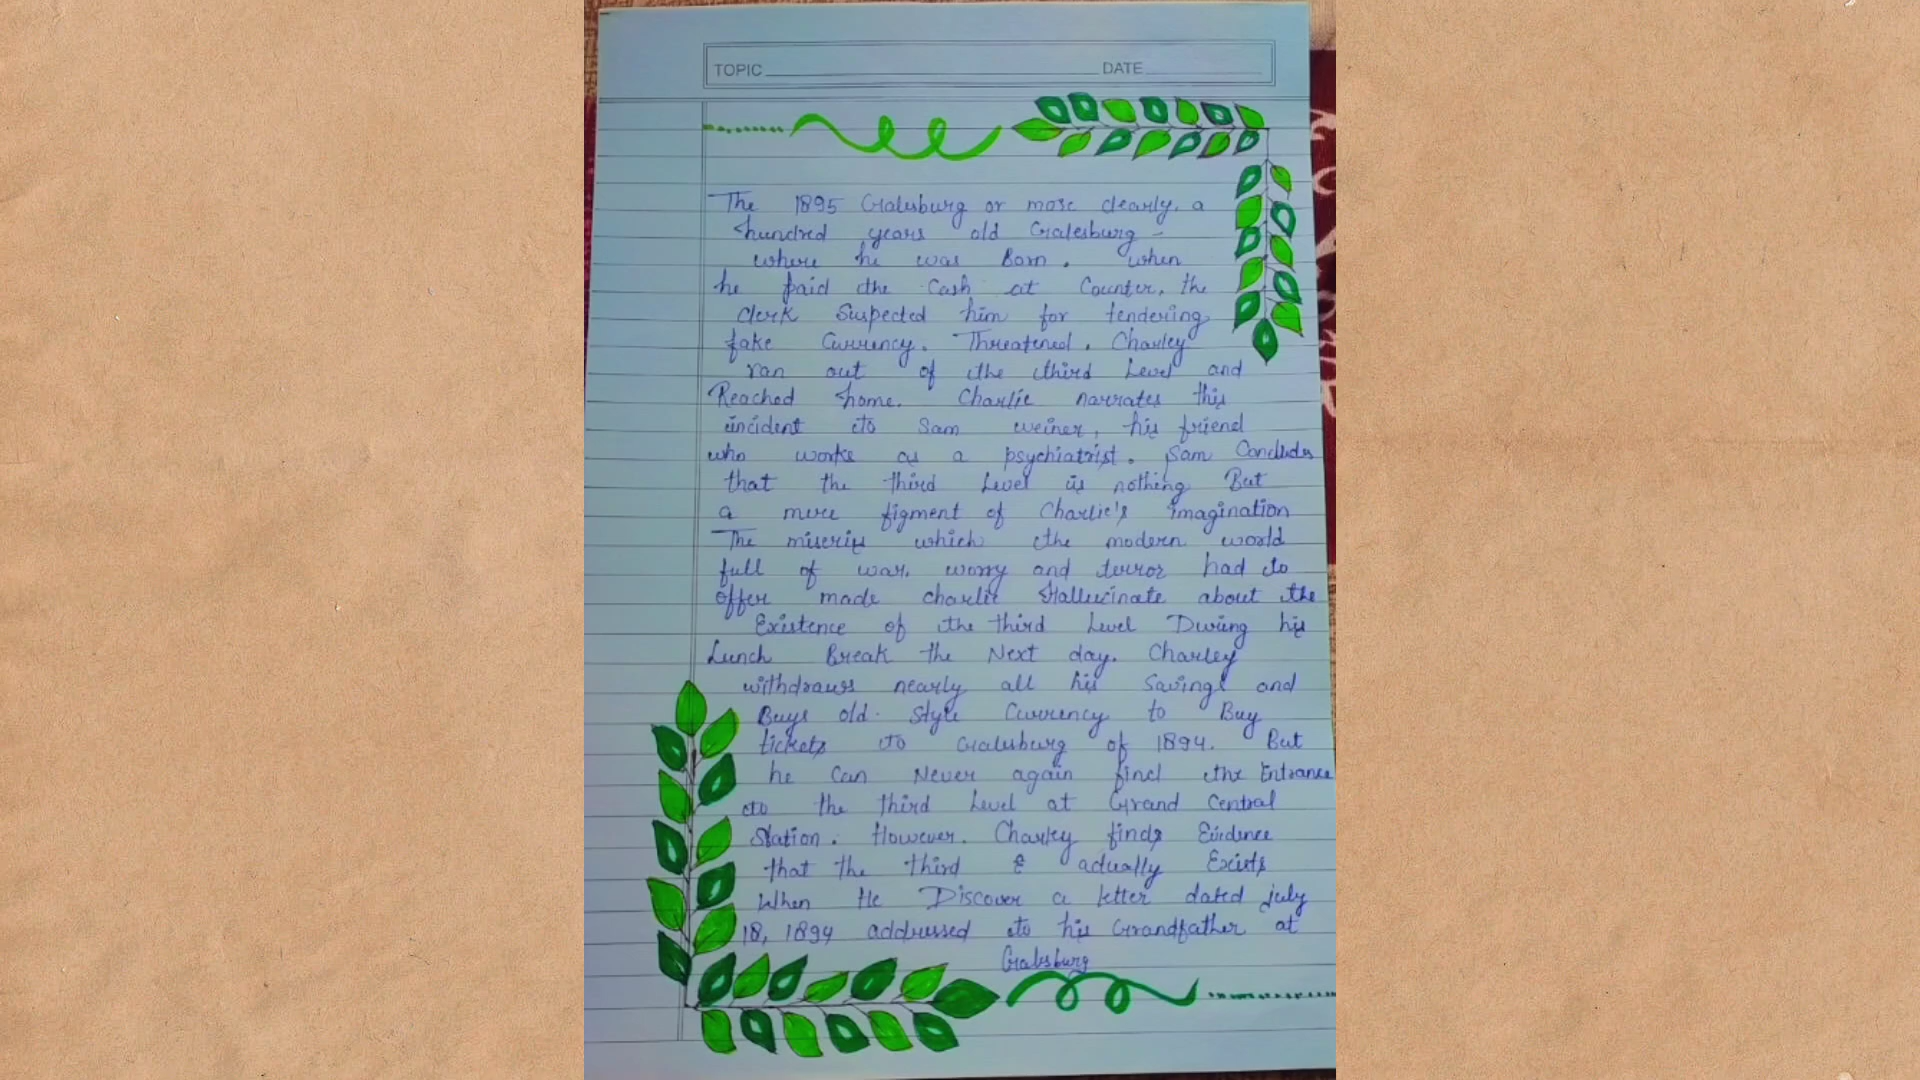 TOPIC DATE
The 1895 Galesburg or more clearly. a
hundred years old Galesburg -
where he was Born. when
he paid the Cash at Counter, the
clerk Suspected him for tendering
fake Currency. Threatened. Charley
ran out of the third Level and
Reached home. Charlie narrates this
incident to Sam weiner, his friend
who works as a psychiatrist. Sam Concludes
that the third Level is nothing But
a mere figment of Charlie's imagination
The miseries which the modern world
full of war, worry and terror had to
offer made charlie Hallucinate about the
Existence of the third Level During his
Lunch Break the Next day. Charley
withdraws nearly all his Savings and
Buys old. Style Currency to Buy
tickets to Galesburg of 1894. But
he Can Never again find the Entrance
to the third Level at Grand Central
Station. However. Charley finds Evidence
that the third actually Exists
When He Discover a letter dated july
18, 1894 addressed to his Grandfather at
Galesburg